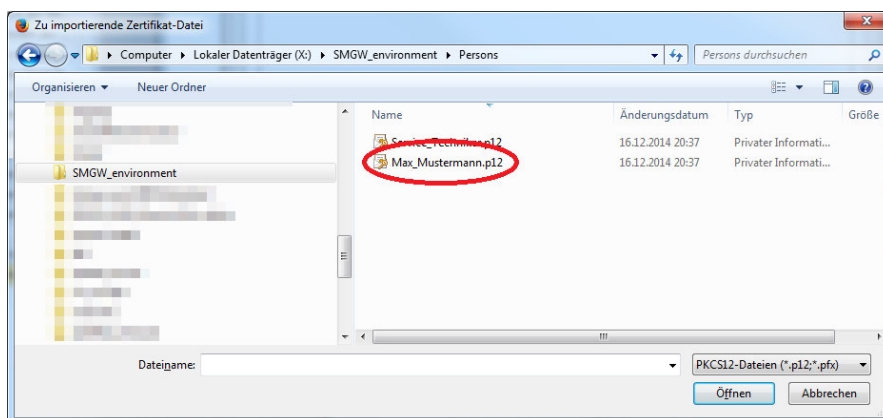 Zu importierende Zertifikat-Datei
Computer Lokaler Datenträger (X:) SMGW_environment Persons
Persons durchsuchen
Organisieren Neuer Ordner
Name Änderungsdatum Typ Größe
Service_Techniker.p12 16.12.2014 20:37 Privater Informati...
Max_Mustermann.p12 16.12.2014 20:37 Privater Informati...
SMGW_environment
Dateiname: PKCS12-Dateien (*.p12;*.pfx)
Öffnen Abbrechen